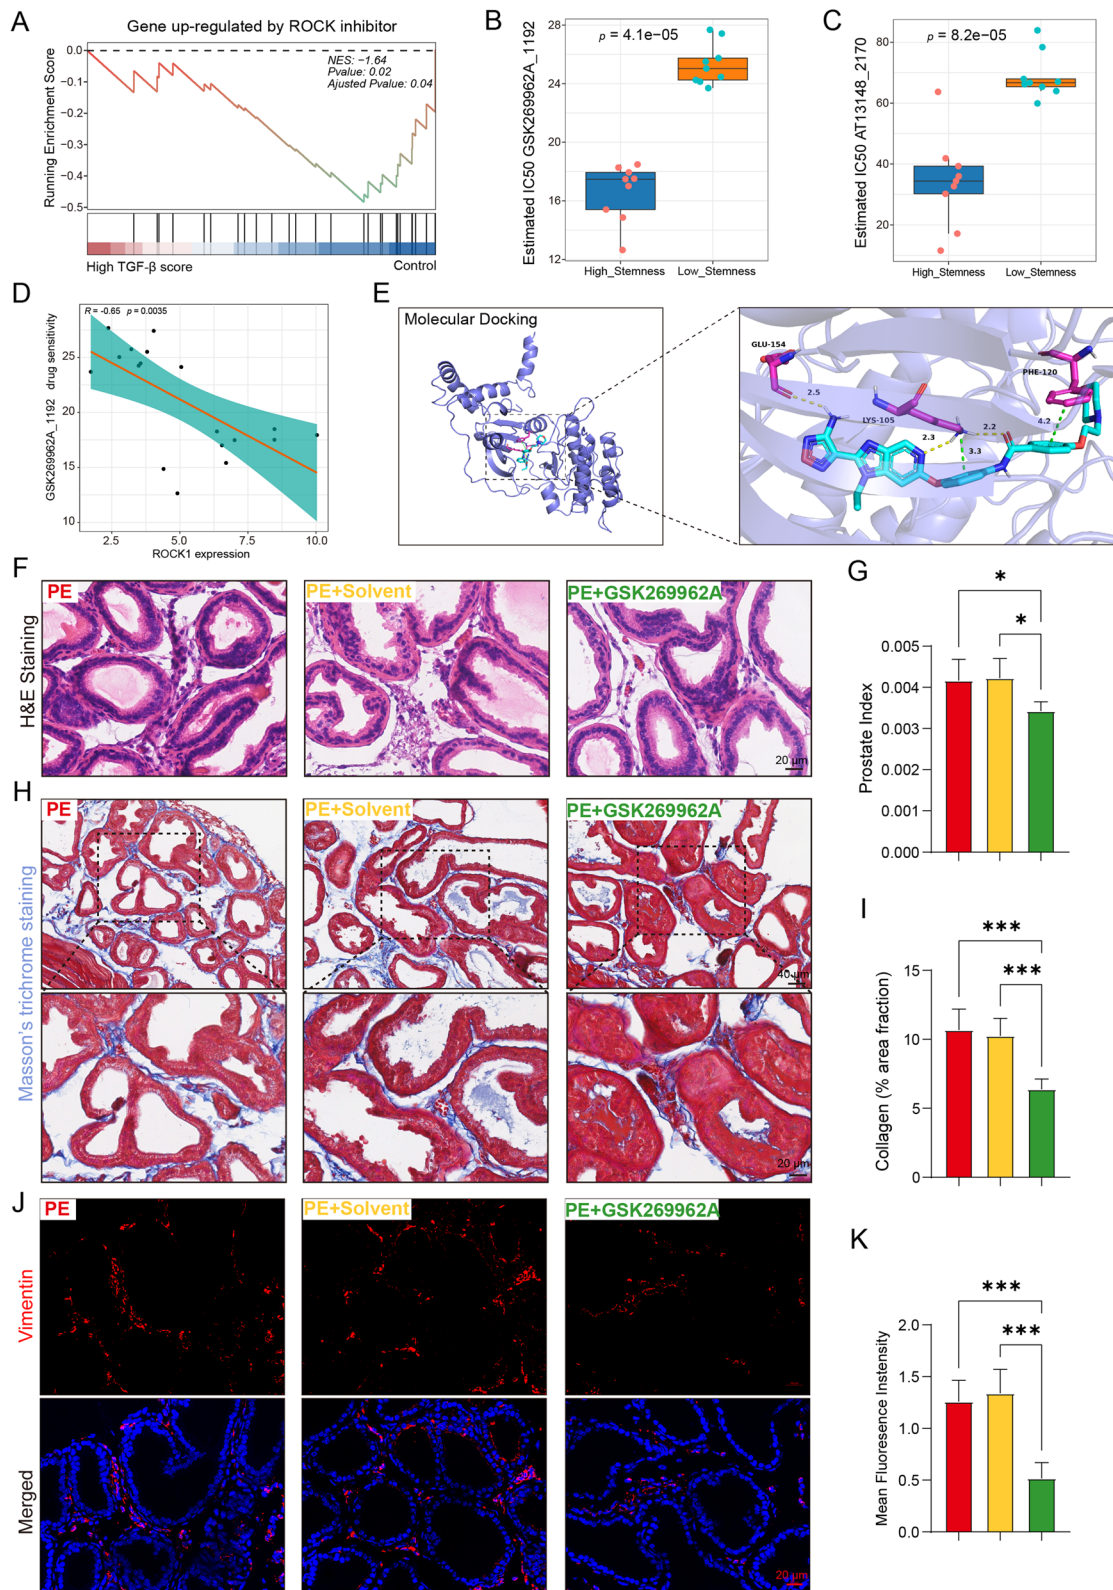 A
Gene up-regulated by ROCK inhibitor
Running Enrichment Score
0.0
−0.1
−0.2
−0.3
−0.4
−0.5
NES: −1.64
Pvalue: 0.02
Ajusted Pvalue: 0.04
High TGF-β score
Control
B
Estimated IC50 GSK269962A_1192
28
24
20
16
12
p = 4.1e−05
High_Stemness
Low_Stemness
C
Estimated IC50 AT13148_2170
80
60
40
20
p = 8.2e−05
High_Stemness
Low_Stemness
D
R = -0.65 p = 0.0035
GSK269962A_1192 drug sensitivity
25
20
15
10
2.5
5.0
7.5
10.0
ROCK1 expression
E
Molecular Docking
GLU-154
PHE-120
LYS-105
2.5
2.3
2.2
3.3
4.2
F
H&E Staining
PE
PE+Solvent
PE+GSK269962A
20 μm
G
Prostate Index
0.005
0.004
0.003
0.002
0.001
0.000
*
*
H
Masson's trichrome staining
PE
PE+Solvent
PE+GSK269962A
40 μm
20 μm
I
Collagen (% area fraction)
15
10
5
0
***
***
J
Vimentin
Merged
PE
PE+Solvent
PE+GSK269962A
20 μm
K
Mean Fluoresence Instensity
2.0
1.5
1.0
0.5
0.0
***
***